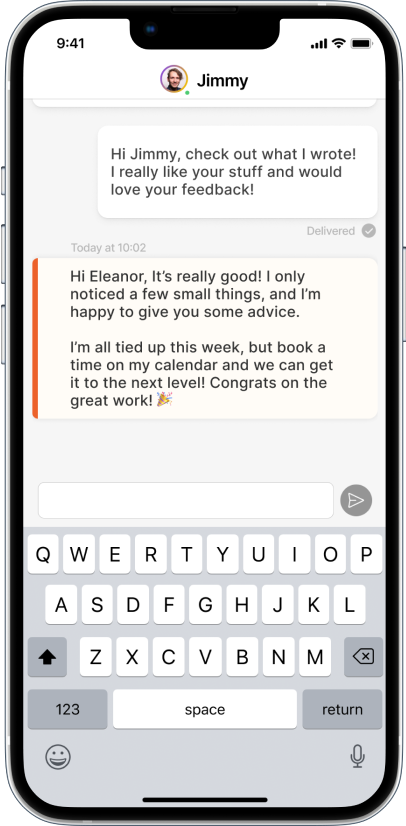 9:41
Jimmy
Hi Jimmy, check out what I wrote!
I really like your stuff and would
love your feedback!
Delivered
Today at 10:02
Hi Eleanor, It’s really good! I only
noticed a few small things, and I’m
happy to give you some advice.
I’m all tied up this week, but book a
time on my calendar and we can get
it to the next level! Congrats on the
great work! 🎉
Q W E R T Y U I O P
A S D F G H J K L
Z X C V B N M
123 space return